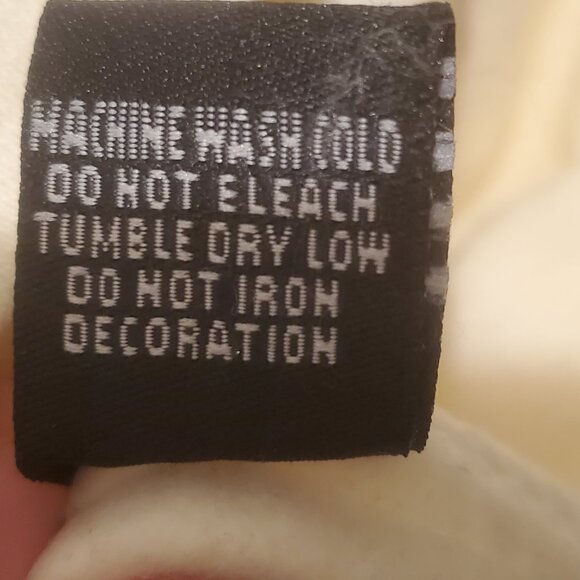 MACHINE WASH COLD
DO NOT BLEACH
TUMBLE DRY LOW
DO NOT IRON
DECORATION